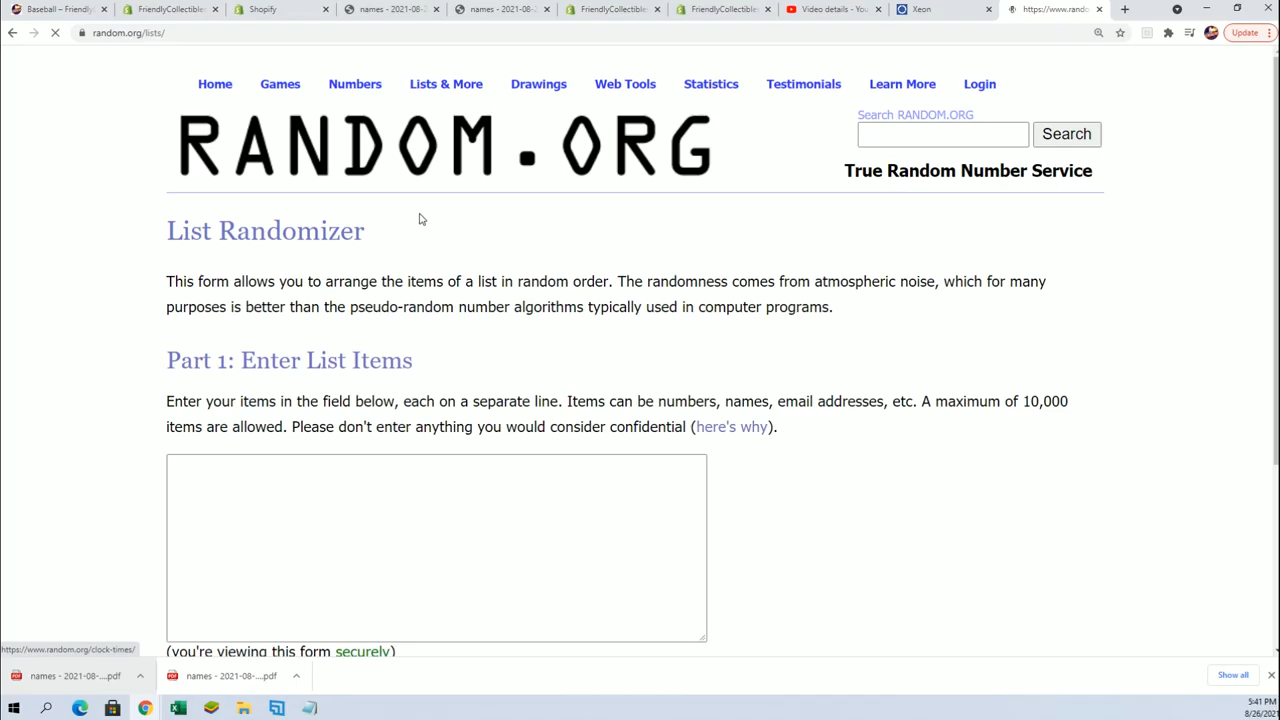 Baseball – Friendly
FriendlyCollectibles
Shopify
names - 2021-08-2
names - 2021-08-2
FriendlyCollectibles
FriendlyCollectibles
Video details - You
Xeon
https://www.rando
random.org/lists/
Update
Home Games Numbers Lists & More Drawings Web Tools Statistics Testimonials Learn More Login
RANDOM.ORG
Search RANDOM.ORG
Search
True Random Number Service
List Randomizer
This form allows you to arrange the items of a list in random order. The randomness comes from atmospheric noise, which for many
purposes is better than the pseudo-random number algorithms typically used in computer programs.
Part 1: Enter List Items
Enter your items in the field below, each on a separate line. Items can be numbers, names, email addresses, etc. A maximum of 10,000
items are allowed. Please don't enter anything you would consider confidential (here's why).
(you're viewing this form securely)
https://www.random.org/clock-times/
names - 2021-08-....pdf
names - 2021-08-....pdf
Show all
5:41 PM
8/26/2021